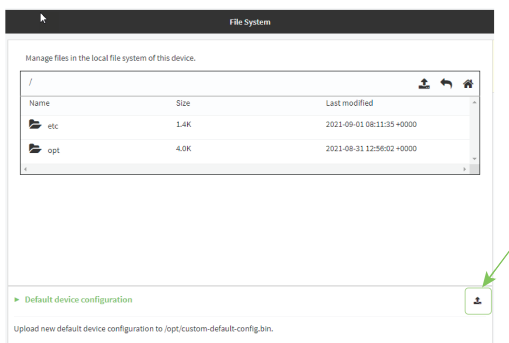 File System
Manage files in the local file system of this device.
/
Name Size Last modified
etc 1.4K 2021-09-01 08:11:35 +0000
opt 4.0K 2021-08-31 12:56:02 +0000
Default device configuration
Upload new default device configuration to /opt/custom-default-config.bin.